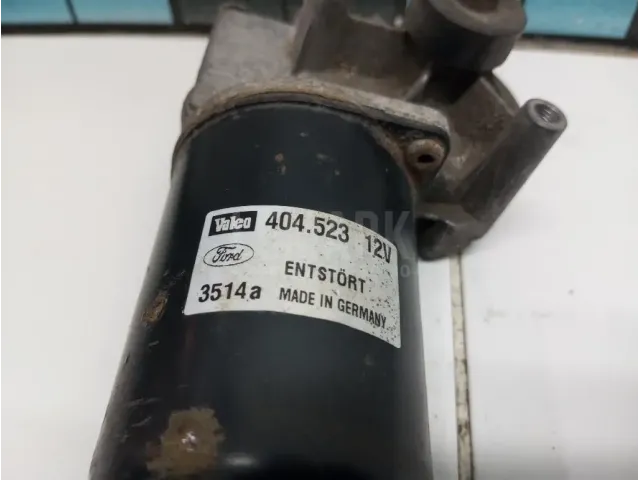 Valeo 404.523 12V
Ford ENTSTÖRT
3514a MADE IN GERMANY